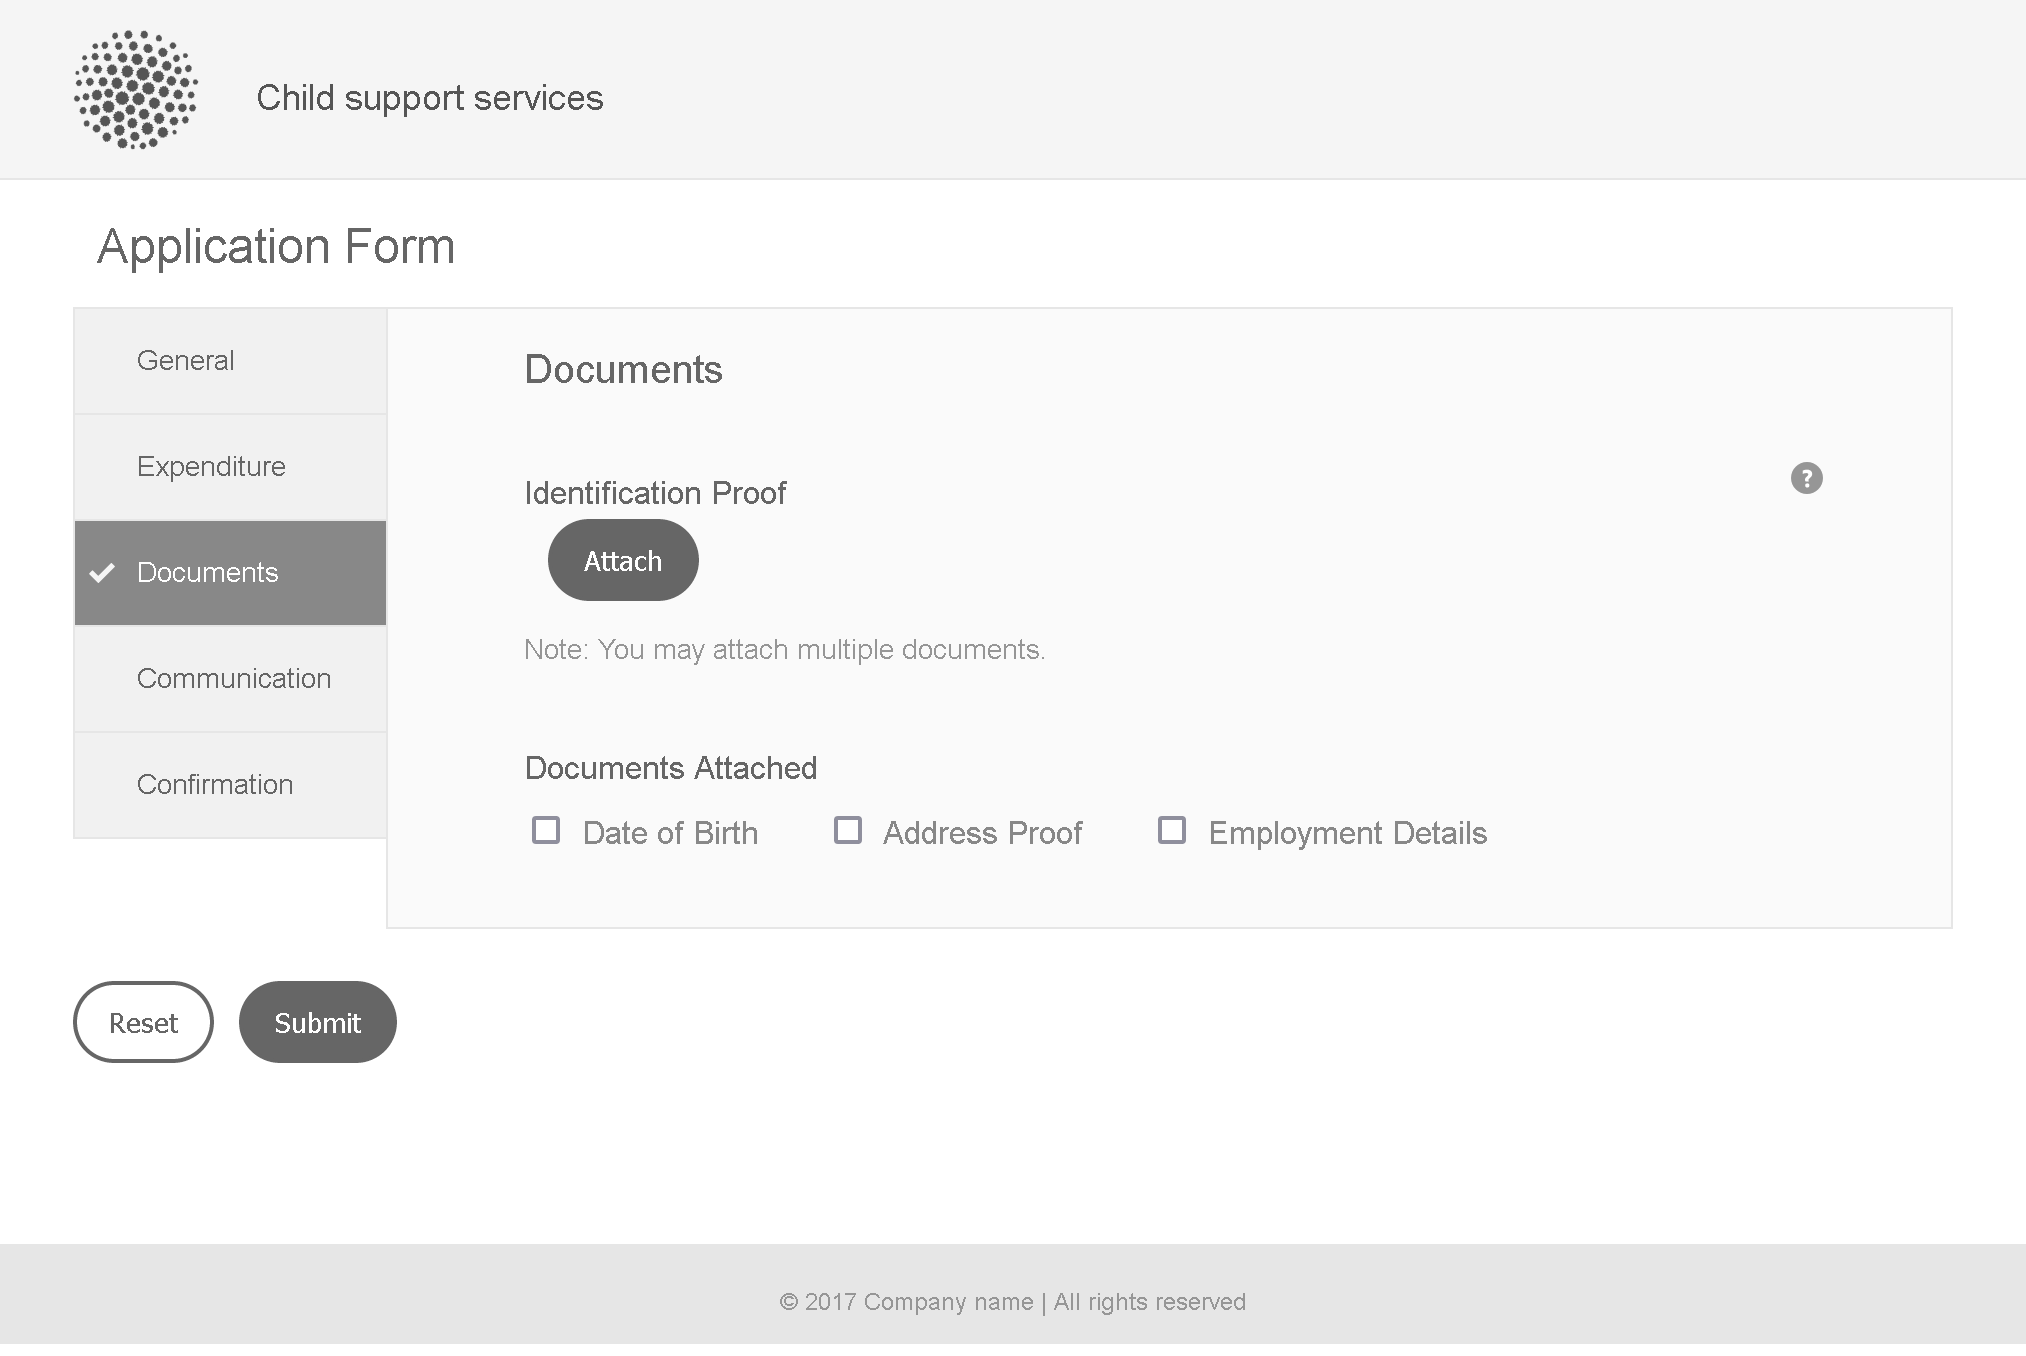 Child support services
Application Form
General
Expenditure
Documents
Communication
Confirmation
Documents
Identification Proof
?
Attach
Note: You may attach multiple documents.
Documents Attached
Date of Birth Address Proof Employment Details
Reset Submit
© 2017 Company name | All rights reserved